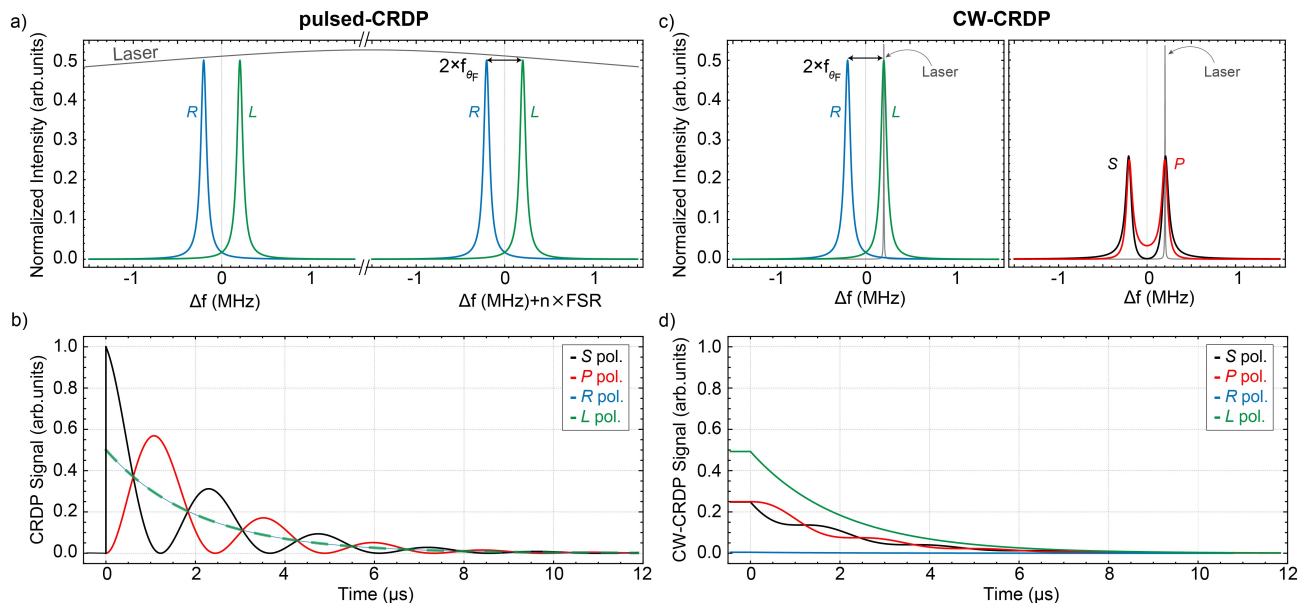 pulsed-CRDP
CW-CRDP
a)
Normalized Intensity (arb.units)
0.5
0.4
0.3
0.2
0.1
0.0
Laser
R
L
2×f_θF
R
L
-1 0 1 -1 0 1
Δf (MHz)
Δf (MHz)+n×FSR
c)
Normalized Intensity (arb.units)
0.5
0.4
0.3
0.2
0.1
0.0
2×f_θF
Laser
R
L
-1 0 1
Δf (MHz)
Laser
S
P
-1 0 1
Δf (MHz)
b)
CRDP Signal (arb.units)
1.0
0.8
0.6
0.4
0.2
0.0
S pol.
P pol.
R pol.
L pol.
0 2 4 6 8 10 12
Time (μs)
d)
CW-CRDP Signal (arb.units)
1.0
0.8
0.6
0.4
0.2
0.0
S pol.
P pol.
R pol.
L pol.
0 2 4 6 8 10 12
Time (μs)